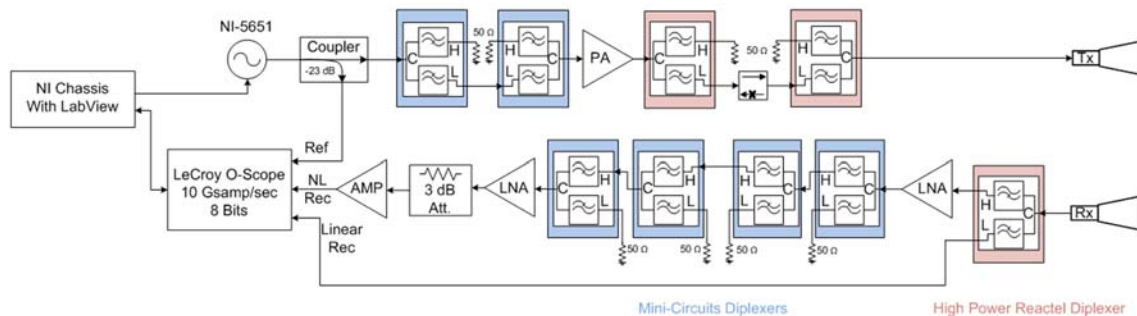 NI-5651
Coupler
-23 dB
NI Chassis
With LabView
C
H
L
50 Ω
H
L
C
PA
C
H
L
50 Ω
H
L
C
Tx
Ref
LeCroy O-Scope
10 Gsamp/sec
8 Bits
NL
Rec
Linear
Rec
AMP
3 dB
Att.
LNA
C
H
L
50 Ω
C
H
L
50 Ω
C
H
L
50 Ω
C
H
L
50 Ω
LNA
H
L
C
Rx
Mini-Circuits Diplexers
High Power Reactel Diplexer